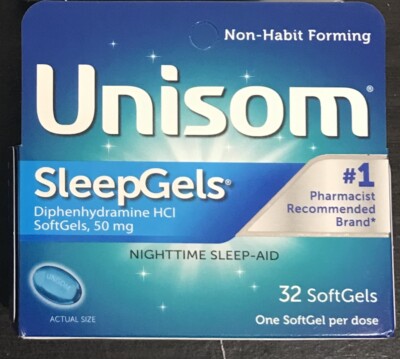 Non-Habit Forming
Unisom®
SleepGels®
Diphenhydramine HCl
SoftGels, 50 mg
#1
Pharmacist
Recommended
Brand*
NIGHTTIME SLEEP-AID
UNISOM
ACTUAL SIZE
32 SoftGels
One SoftGel per dose